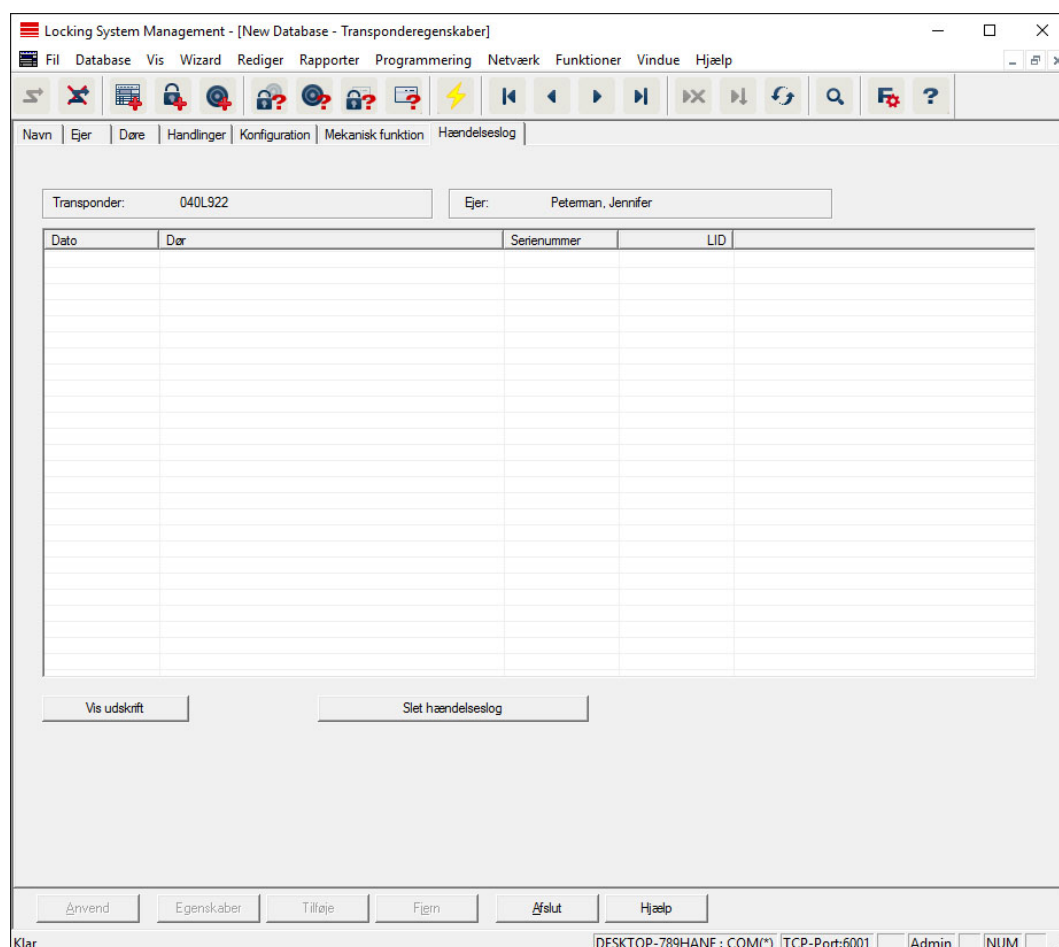 Locking System Management - [New Database - Transponderegenskaber]
Fil Database Vis Wizard Rediger Rapporter Programmering Netværk Funktioner Vindue Hjælp
Navn Ejer Døre Handlinger Konfiguration Mekanisk funktion Hændelseslog
Transponder: 040L922 Ejer: Peterman, Jennifer
Dato Dør Serienummer LID
Vis udskrift Slet hændelseslog
Anvend Egenskaber Tilføje Fjern Afslut Hjælp
Klar DESKTOP-789HANF : COM(*) TCP-Port:6001 Admin NUM